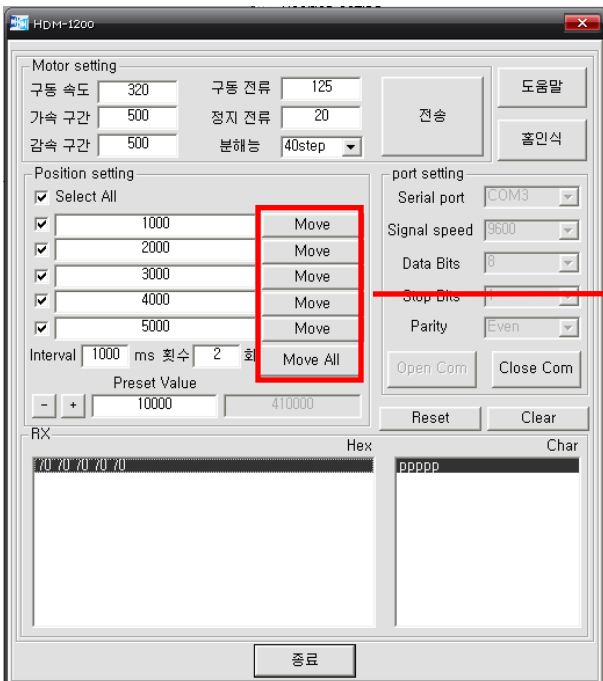 HDM-1200
Motor setting
구동 속도 320 구동 전류 125
가속 구간 500 정지 전류 20
감속 구간 500 분해능 40step
전송
도움말
홈인식
Position setting
Select All
1000 Move
2000 Move
3000 Move
4000 Move
5000 Move
Interval 1000 ms 횟수 2 회 Move All
Preset Value
- + 10000 410000
port setting
Serial port COM3
Signal speed 9600
Data Bits 8
Stop Bits
Parity Even
Open Com Close Com
Reset Clear
RX
Hex Char
70 70 70 70 70 ppppp
종료